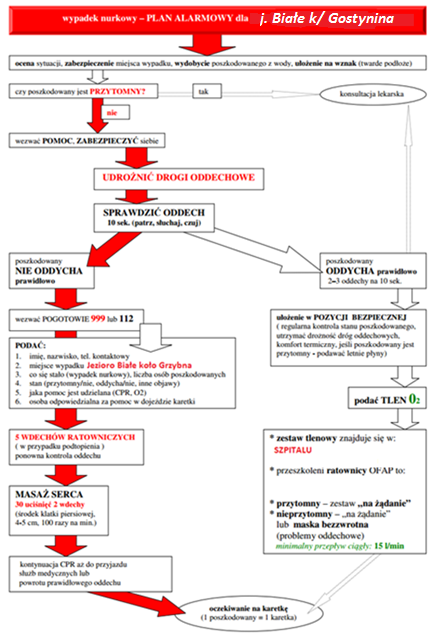 wypadek nurkowy – PLAN ALARMOWY dla j. Białe k/ Gostynina
ocena sytuacji, zabezpieczenie miejsca wypadku, wydobycie poszkodowanego z wody, ułożenie na wznak (twarde podłoże)
czy poszkodowany jest PRZYTOMNY?
tak
konsultacja lekarska
nie
wezwać POMOC, ZABEZPIECZYĆ siebie
UDROŻNIĆ DROGI ODDECHOWE
SPRAWDZIĆ ODDECH
10 sek. (patrz, słuchaj, czuj)
poszkodowany
NIE ODDYCHA
prawidłowo
poszkodowany
ODDYCHA prawidłowo
2–3 oddechy na 10 sek.
wezwać POGOTOWIE 999 lub 112
PODAĆ:
1. imię, nazwisko, tel. kontaktowy
2. miejsce wypadku Jezioro Białe koło Grzybna
3. co się stało (wypadek nurkowy), liczba osób poszkodowanych
4. stan (przytomny/nie, oddycha/nie, inne objawy)
5. jaka pomoc jest udzielana (CPR, O2)
6. osoba odpowiedzialna za pomoc w dojeździe karetki
ułożenie w POZYCJI BEZPIECZNEJ
( regularna kontrola stanu poszkodowanego,
utrzymać drożność dróg oddechowych,
komfort termiczny, jeśli poszkodowany jest
przytomny - podawać letnie płyny)
podać TLEN 02
5 WDECHÓW RATOWNICZYCH
( w przypadku podtopienia )
ponowna kontrola oddechu
MASAŻ SERCA
30 uciśnięć 2 wdechy
(środek klatki piersiowej,
4-5 cm, 100 razy na min.)
* zestaw tlenowy znajduje się w:
SZPITALU
* przeszkoleni ratownicy OFAP to:
* przytomny – zestaw „na żądanie”
* nieprzytomny – „na żądanie”
lub maska bezzwrotna
(problemy oddechowe)
minimalny przepływ ciągły: 15 l/min
kontynuacja CPR aż do przyjazdu
służb medycznych lub
powrotu prawidłowego oddechu
oczekiwanie na karetkę
(1 poszkodowany = 1 karetka)